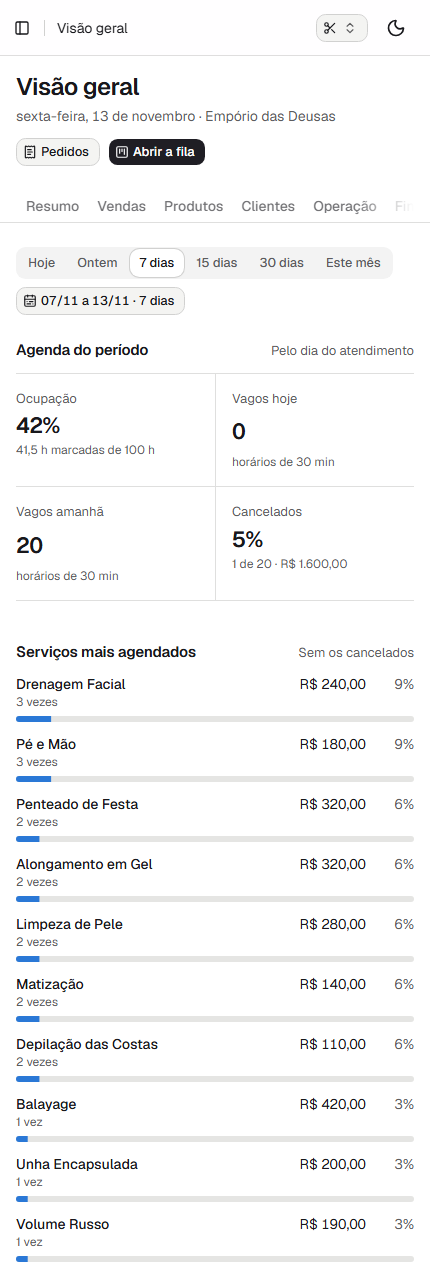 Visão geral
Visão geral
sexta-feira, 13 de novembro · Empório das Deusas
Pedidos
Abrir a fila
Resumo Vendas Produtos Clientes Operação
Hoje Ontem 7 dias 15 dias 30 dias Este mês
07/11 a 13/11 · 7 dias
Agenda do período Pelo dia do atendimento
Ocupação
42%
41,5 h marcadas de 100 h
Vagos hoje
0
horários de 30 min
Vagos amanhã
20
horários de 30 min
Cancelados
5%
1 de 20 · R$ 1.600,00
Serviços mais agendados Sem os cancelados
Drenagem Facial R$ 240,00 9%
3 vezes
Pé e Mão R$ 180,00 9%
3 vezes
Penteado de Festa R$ 320,00 6%
2 vezes
Alongamento em Gel R$ 320,00 6%
2 vezes
Limpeza de Pele R$ 280,00 6%
2 vezes
Matização R$ 140,00 6%
2 vezes
Depilação das Costas R$ 110,00 6%
2 vezes
Balayage R$ 420,00 3%
1 vez
Unha Encapsulada R$ 200,00 3%
1 vez
Volume Russo R$ 190,00 3%
1 vez